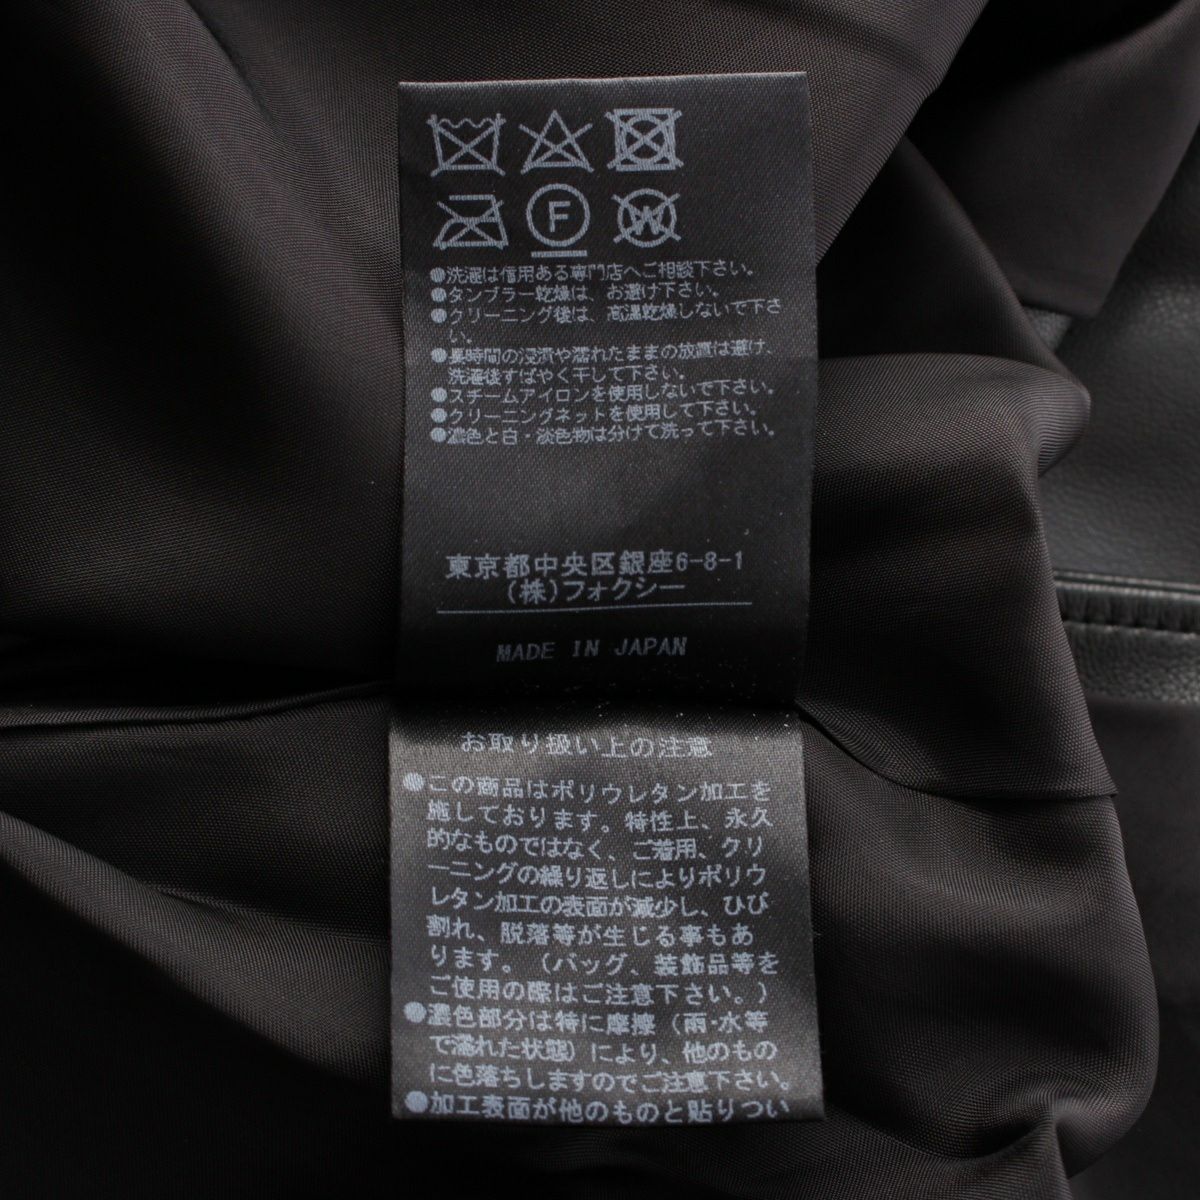 F
W
●洗濯は信用ある専門店へご相談下さい。
●タンブラー乾燥は、お避け下さい。
●クリーニング後は、高温乾燥しないで下さ
い。
●長時間の浸漬や濡れたままの放置は避け、
洗濯後すばやく干して下さい。
●スチームアイロンを使用しないで下さい。
●クリーニングネットを使用して下さい。
●濃色と白・淡色物は分けて洗って下さい。
東京都中央区銀座6-8-1
(株)フォクシー
MADE IN JAPAN
お取り扱い上の注意
●この商品はポリウレタン加工を
施しております。特性上、永久
的なものではなく、ご着用、クリ
ーニングの繰り返しによりポリウ
レタン加工の表面が減少し、ひび
割れ、脱落等が生じる事もあ
ります。（バッグ、装飾品等を
ご使用の際はご注意下さい。）
●濃色部分は特に摩擦（雨・水等
で濡れた状態）により、他のもの
に色落ちしますのでご注意下さい。
●加工表面が他のものと貼りつい